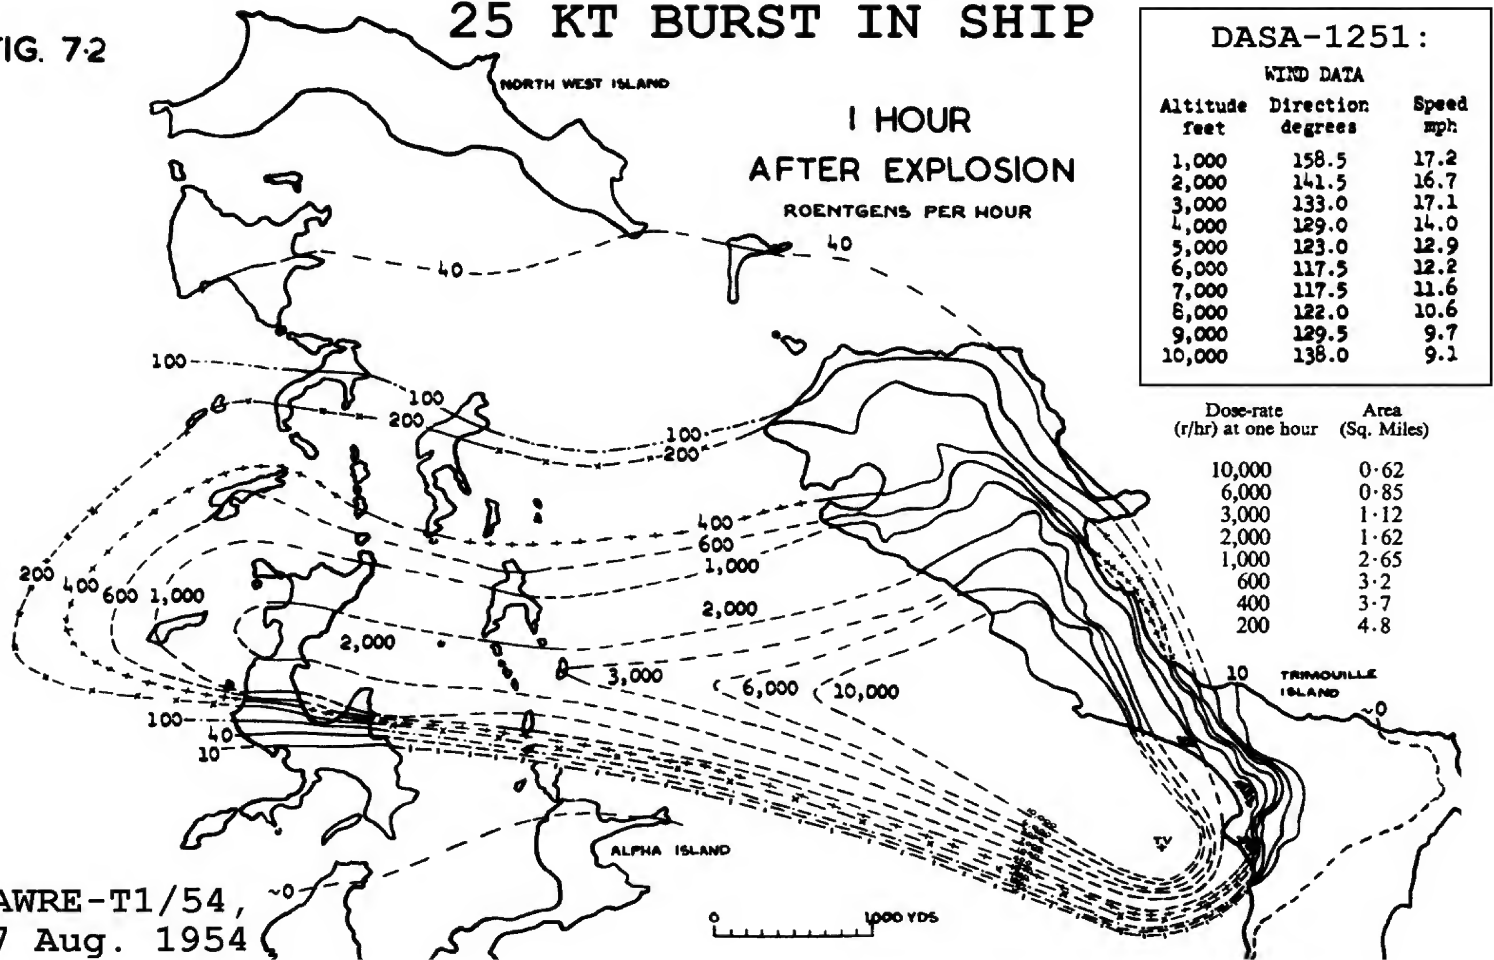 25 KT BURST IN SHIP
FIG. 7·2
NORTH WEST ISLAND
1 HOUR
AFTER EXPLOSION
ROENTGENS PER HOUR
DASA-1251:
WIND DATA
Altitude Direction Speed
feet degrees mph
1,000 158.5 17.2
2,000 141.5 16.7
3,000 133.0 17.1
4,000 129.0 14.0
5,000 123.0 12.9
6,000 117.5 12.2
7,000 117.5 11.6
8,000 122.0 10.6
9,000 129.5 9.7
10,000 138.0 9.1
Dose-rate Area
(r/hr) at one hour (Sq. Miles)
10,000 0·62
6,000 0·85
3,000 1·12
2,000 1·62
1,000 2·65
600 3·2
400 3·7
200 4·8
40
40
100
100
200
100
200
400
600
1,000
200 400 600 1,000
2,000
2,000
3,000
6,000
10,000
10
TRIMOUILLE
ISLAND
~0
100
40
10
TV
ALPHA ISLAND
~0
0 1000 YDS
AWRE-T1/54,
7 Aug. 1954